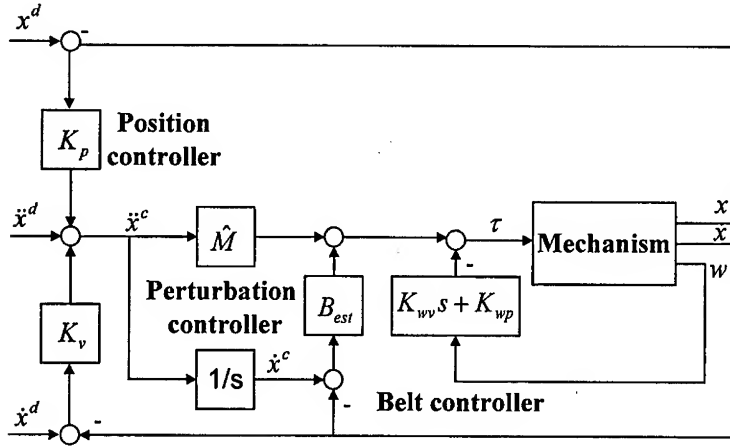 x^d
-
K_p
Position
controller
ẍ^d
ẍ^c
M̂
τ
Mechanism
x
ẋ
w
-
Perturbation
controller
B_est
K_wv s + K_wp
K_v
1/s
ẋ^c
-
Belt controller
ẋ^d
-